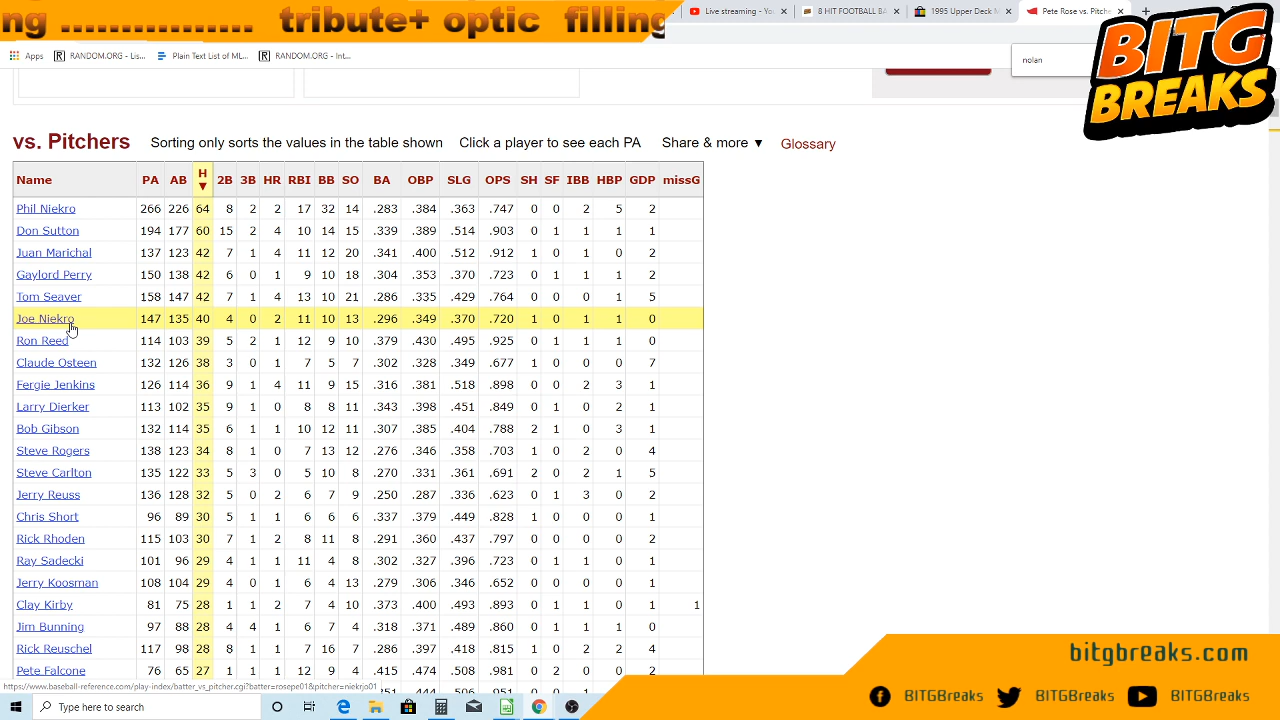 ng ................ tribute+ optic filling
Live streaming - Y
8 HIT FOOTBALL BA
1995 Upper Deck M
Pete Rose vs. Pitche
Apps RANDOM.ORG - Lis... Plain Text List of ML... RANDOM.ORG - Int...
nolan
BITG
BREAKS
vs. Pitchers Sorting only sorts the values in the table shown Click a player to see each PA Share & more ▼ Glossary
Name PA AB H ▼ 2B 3B HR RBI BB SO BA OBP SLG OPS SH SF IBB HBP GDP missG
Phil Niekro 266 226 64 8 2 2 17 32 14 .283 .384 .363 .747 0 0 2 5 2
Don Sutton 194 177 60 15 2 4 10 14 15 .339 .389 .514 .903 0 1 1 1 1
Juan Marichal 137 123 42 7 1 4 11 12 20 .341 .400 .512 .912 1 0 1 0 2
Gaylord Perry 150 138 42 6 0 1 9 10 18 .304 .353 .370 .723 0 1 1 1 2
Tom Seaver 158 147 42 7 1 4 13 10 21 .286 .335 .429 .764 0 0 0 1 5
Joe Niekro 147 135 40 4 0 2 11 10 13 .296 .349 .370 .720 1 0 1 1 0
Ron Reed 114 103 39 5 2 1 12 9 10 .379 .430 .495 .925 0 1 1 1 0
Claude Osteen 132 126 38 3 0 1 7 5 7 .302 .328 .349 .677 1 0 0 0 7
Fergie Jenkins 126 114 36 9 1 4 11 9 15 .316 .381 .518 .898 0 0 2 3 1
Larry Dierker 113 102 35 9 1 0 8 8 11 .343 .398 .451 .849 0 1 0 2 1
Bob Gibson 132 114 35 6 1 1 10 12 11 .307 .385 .404 .788 2 1 0 3 1
Steve Rogers 138 123 34 8 1 0 7 13 12 .276 .346 .358 .703 1 0 2 0 4
Steve Carlton 135 122 33 5 3 0 5 10 8 .270 .331 .361 .691 2 0 2 1 5
Jerry Reuss 136 128 32 5 0 2 6 7 9 .250 .287 .336 .623 0 1 3 0 2
Chris Short 96 89 30 5 1 1 6 6 6 .337 .379 .449 .828 1 0 0 0 1
Rick Rhoden 115 103 30 7 1 2 8 11 8 .291 .360 .437 .797 0 1 0 0 2
Ray Sadecki 101 96 29 4 1 1 11 4 8 .302 .327 .396 .723 0 1 1 0 1
Jerry Koosman 108 104 29 4 0 1 6 4 13 .279 .306 .346 .652 0 0 0 0 1
Clay Kirby 81 75 28 1 1 2 7 4 10 .373 .400 .493 .893 0 1 1 0 1 1
Jim Bunning 97 88 28 4 4 1 6 7 4 .318 .371 .489 .860 0 1 1 1 0
Rick Reuschel 117 98 28 8 1 1 7 16 7 .286 .397 .418 .815 1 0 2 2 4
Pete Falcone 76 65 27 1 1 1 12 9 4 .415 .474 .508 .981 0 2 0 0 2
https://www.baseball-reference.com/play-index/batter_vs_pitcher.cgi?batter=rosepe01&pitcher=niekrjo01
bitgbreaks.com
BITGBreaks BITGBreaks BITGBreaks
Type here to search